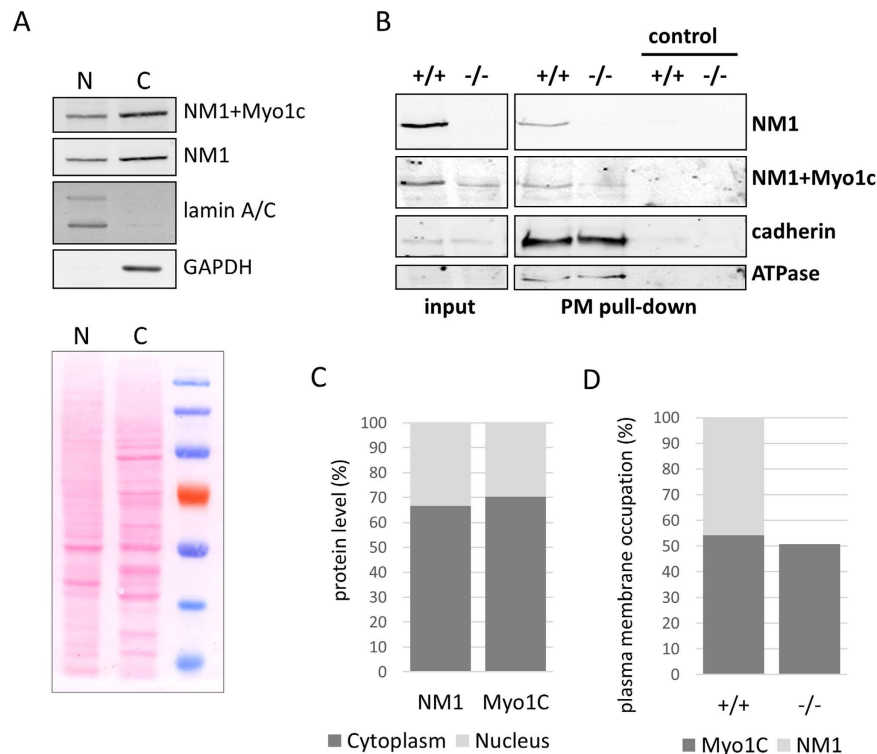 A
N C
NM1+Myo1c
NM1
lamin A/C
GAPDH
N C
B
control
+/+ -/- +/+ -/- +/+ -/-
NM1
NM1+Myo1c
cadherin
ATPase
input PM pull-down
C
protein level (%)
100
90
80
70
60
50
40
30
20
10
0
NM1 Myo1C
Cytoplasm Nucleus
D
plasma membrane occupation (%)
100
90
80
70
60
50
40
30
20
10
0
+/+ -/-
Myo1C NM1